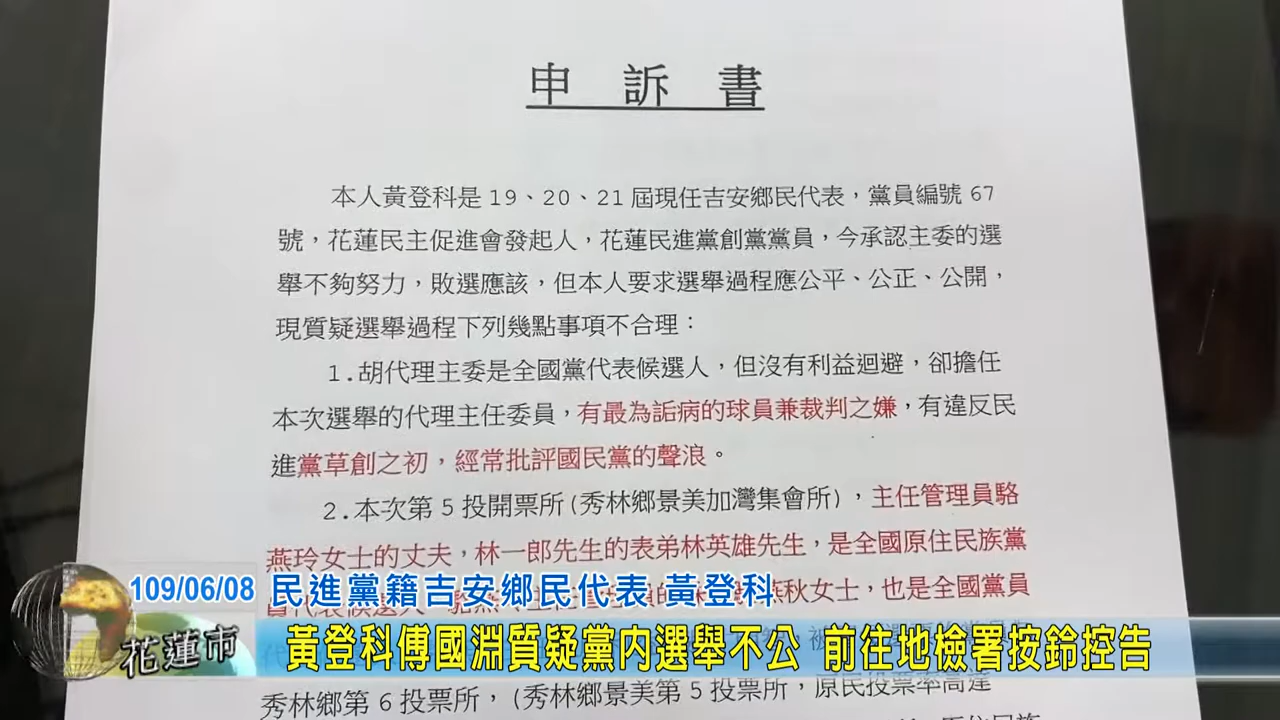 申 訴 書
本人黃登科是19、20、21屆現任吉安鄉民代表，黨員編號67
號，花蓮民主促進會發起人，花蓮民進黨創黨黨員，今承認主委的選
舉不夠努力，敗選應該，但本人要求選舉過程應公平、公正、公開，
現質疑選舉過程下列幾點事項不合理：
1.胡代理主委是全國黨代表候選人，但沒有利益迴避，卻擔任
本次選舉的代理主任委員，有最為詬病的球員兼裁判之嫌，有違反民
進黨草創之初，經常批評國民黨的聲浪。
2.本次第5投開票所(秀林鄉景美加灣集會所)，主任管理員駱
燕玲女士的丈夫，林一郎先生的表弟林英雄先生，是全國原住民族黨
燕秋女士，也是全國黨員
109/06/08 民進黨籍吉安鄉民代表 黃登科
花蓮市 黃登科傅國淵質疑黨內選舉不公 前往地檢署按鈴控告
秀林鄉第6投票所，(秀林鄉景美第5投票所，原民投票率高達